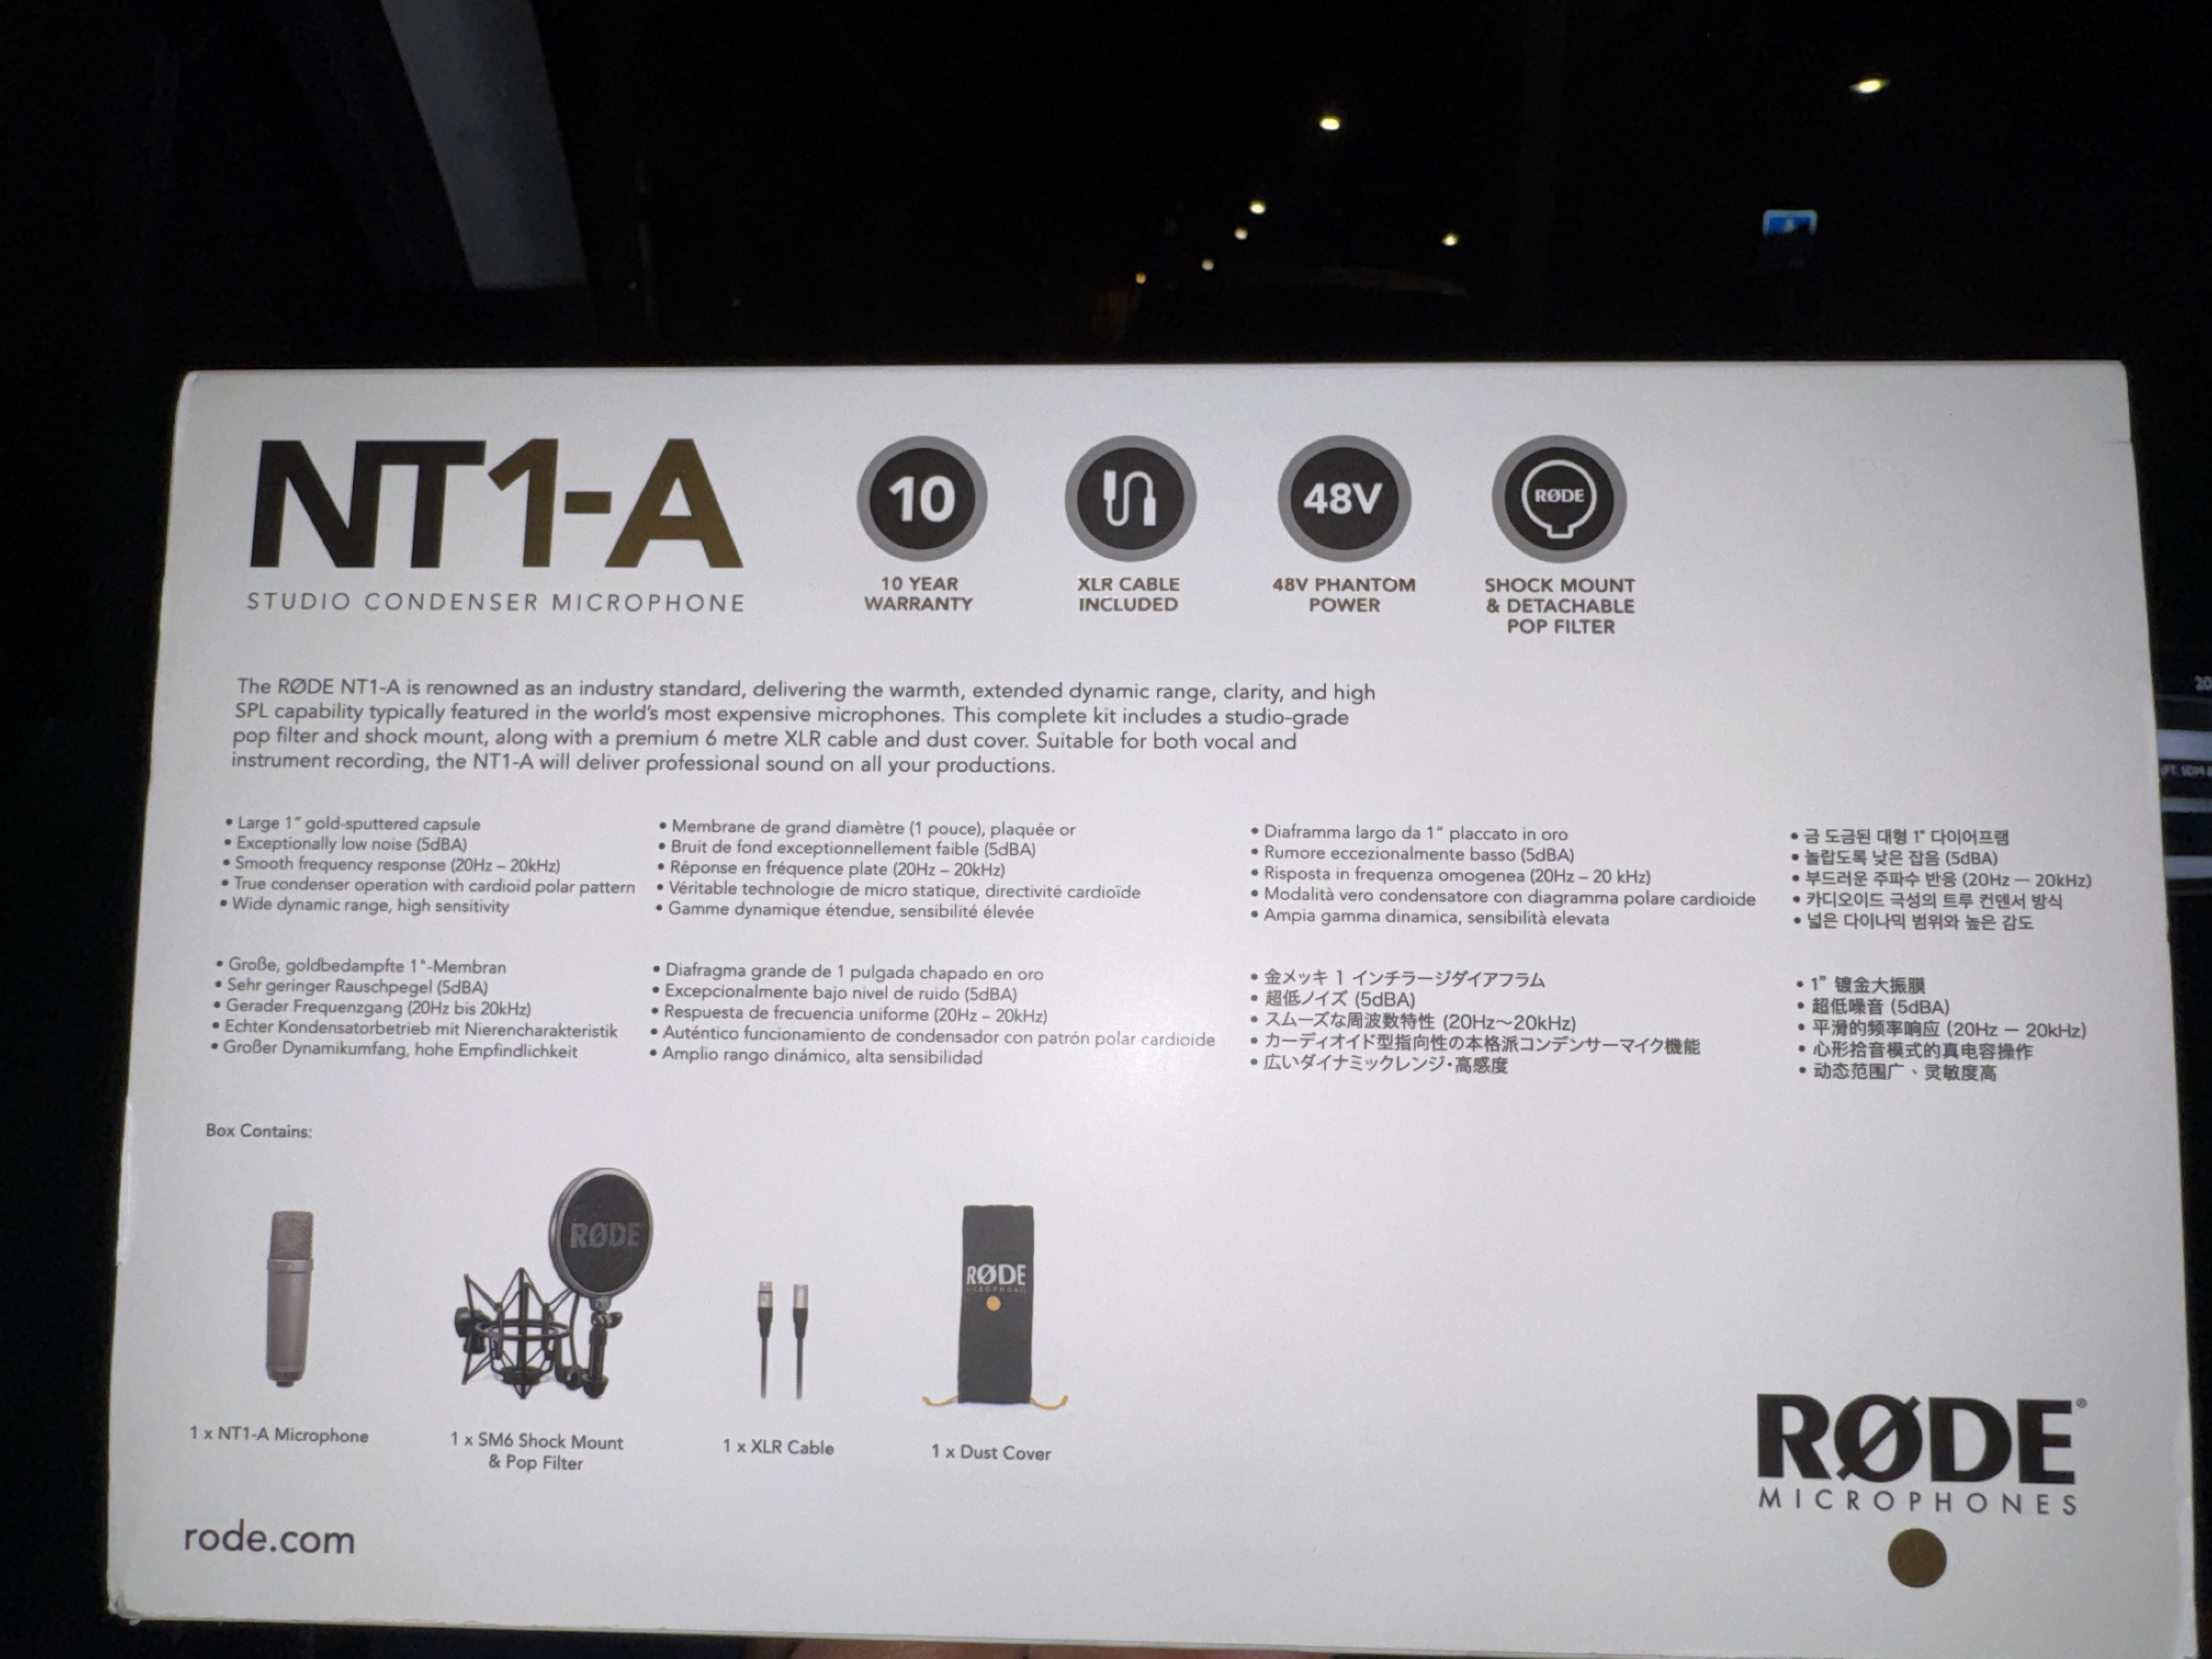 NT1-A
STUDIO CONDENSER MICROPHONE
10
10 YEAR
WARRANTY
XLR CABLE
INCLUDED
48V
48V PHANTOM
POWER
RØDE
SHOCK MOUNT
& DETACHABLE
POP FILTER
The RØDE NT1-A is renowned as an industry standard, delivering the warmth, extended dynamic range, clarity, and high
SPL capability typically featured in the world's most expensive microphones. This complete kit includes a studio-grade
pop filter and shock mount, along with a premium 6 metre XLR cable and dust cover. Suitable for both vocal and
instrument recording, the NT1-A will deliver professional sound on all your productions.
• Large 1" gold-sputtered capsule
• Exceptionally low noise (5dBA)
• Smooth frequency response (20Hz – 20kHz)
• True condenser operation with cardioid polar pattern
• Wide dynamic range, high sensitivity
• Membrane de grand diamètre (1 pouce), plaquée or
• Bruit de fond exceptionnellement faible (5dBA)
• Réponse en fréquence plate (20Hz – 20kHz)
• Véritable technologie de micro statique, directivité cardioïde
• Gamme dynamique étendue, sensibilité élevée
• Diaframma largo da 1" placcato in oro
• Rumore eccezionalmente basso (5dBA)
• Risposta in frequenza omogenea (20Hz – 20 kHz)
• Modalità vero condensatore con diagramma polare cardioide
• Ampia gamma dinamica, sensibilità elevata
• 금 도금된 대형 1" 다이어프램
• 놀랍도록 낮은 잡음 (5dBA)
• 부드러운 주파수 반응 (20Hz — 20kHz)
• 카디오이드 극성의 트루 컨덴서 방식
• 넓은 다이나믹 범위와 높은 감도
• Große, goldbedampfte 1"-Membran
• Sehr geringer Rauschpegel (5dBA)
• Gerader Frequenzgang (20Hz bis 20kHz)
• Echter Kondensatorbetrieb mit Nierencharakteristik
• Großer Dynamikumfang, hohe Empfindlichkeit
• Diafragma grande de 1 pulgada chapado en oro
• Excepcionalmente bajo nivel de ruido (5dBA)
• Respuesta de frecuencia uniforme (20Hz – 20kHz)
• Auténtico funcionamiento de condensador con patrón polar cardioide
• Amplio rango dinámico, alta sensibilidad
• 金メッキ 1 インチラージダイアフラム
• 超低ノイズ (5dBA)
• スムーズな周波数特性 (20Hz～20kHz)
• カーディオイド型指向性の本格派コンデンサーマイク機能
• 広いダイナミックレンジ・高感度
• 1" 镀金大振膜
• 超低噪音 (5dBA)
• 平滑的频率响应 (20Hz — 20kHz)
• 心形拾音模式的真电容操作
• 动态范围广、灵敏度高
Box Contains:
RØDE
RØDE
MICROPHONES
1 x NT1-A Microphone
1 x SM6 Shock Mount
& Pop Filter
1 x XLR Cable
1 x Dust Cover
rode.com
RØDE®
MICROPHONES